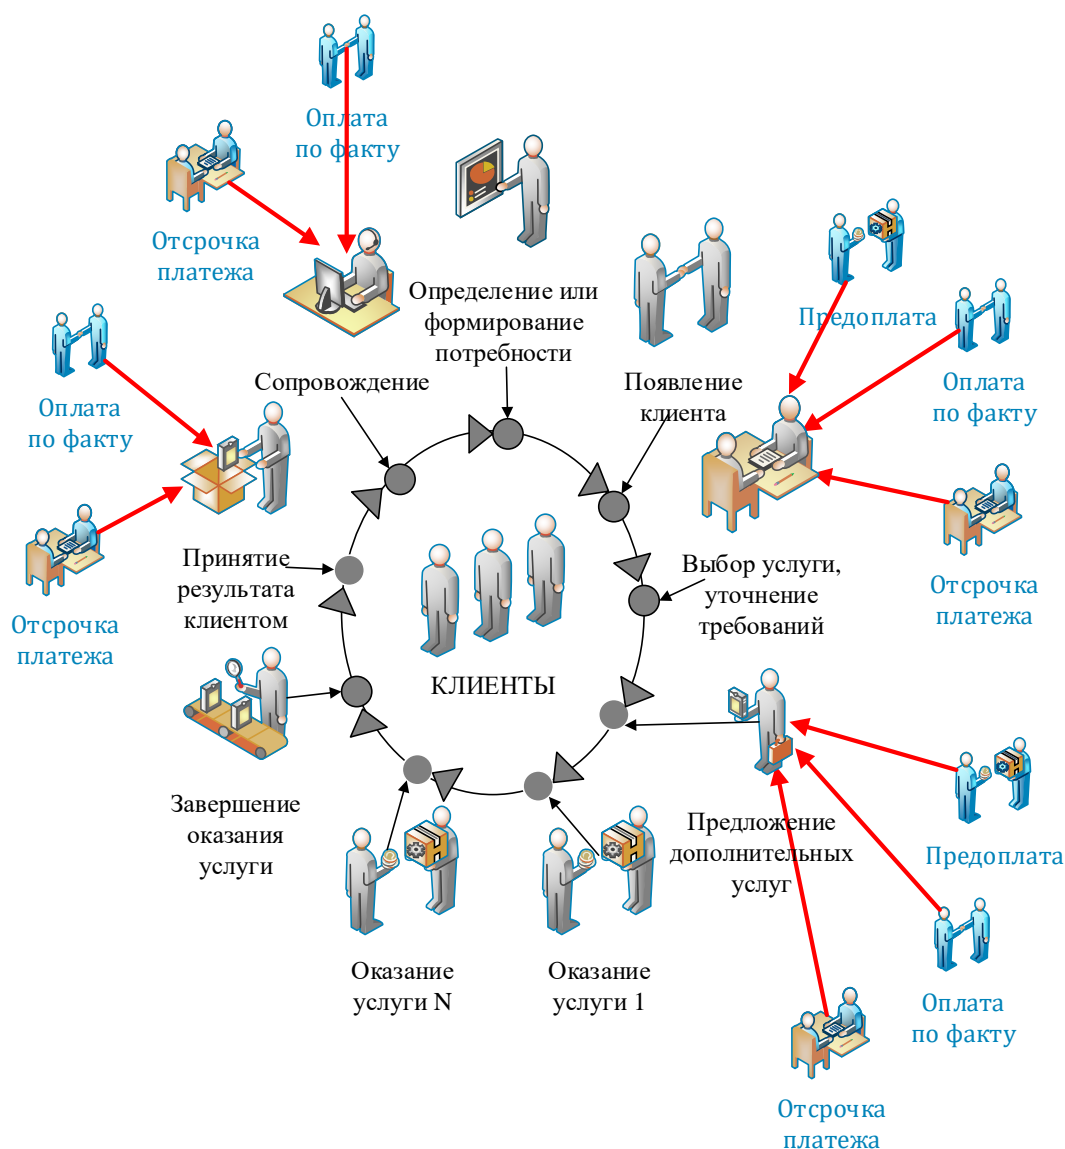 Оплата
по факту
Отсрочка
платежа
Определение или
формирование
потребности
Предоплата
Оплата
по факту
Сопровождение
Появление
клиента
Оплата
по факту
Отсрочка
платежа
Принятие
результата
клиентом
Выбор услуги,
уточнение
требований
Отсрочка
платежа
КЛИЕНТЫ
Завершение
оказания
услуги
Предложение
дополнительных
услуг
Предоплата
Оказание
услуги N
Оказание
услуги 1
Оплата
по факту
Отсрочка
платежа